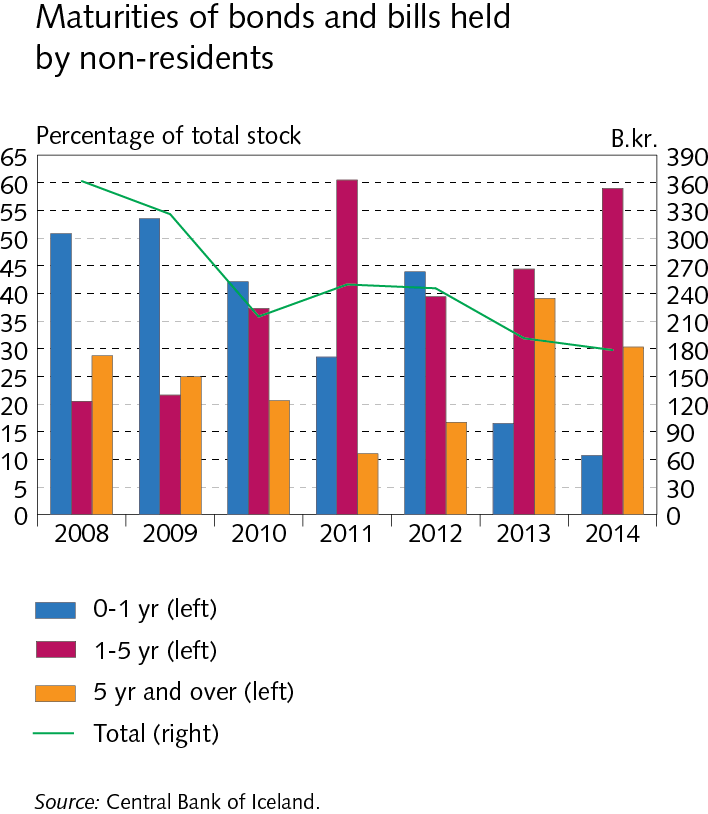 Maturities of bonds and bills held
by non-residents
Percentage of total stock B.kr.
65 390
60 360
55 330
50 300
45 270
40 240
35 210
30 180
25 150
20 120
15 90
10 60
5 30
0 0
2008 2009 2010 2011 2012 2013 2014
0-1 yr (left)
1-5 yr (left)
5 yr and over (left)
Total (right)
Source: Central Bank of Iceland.